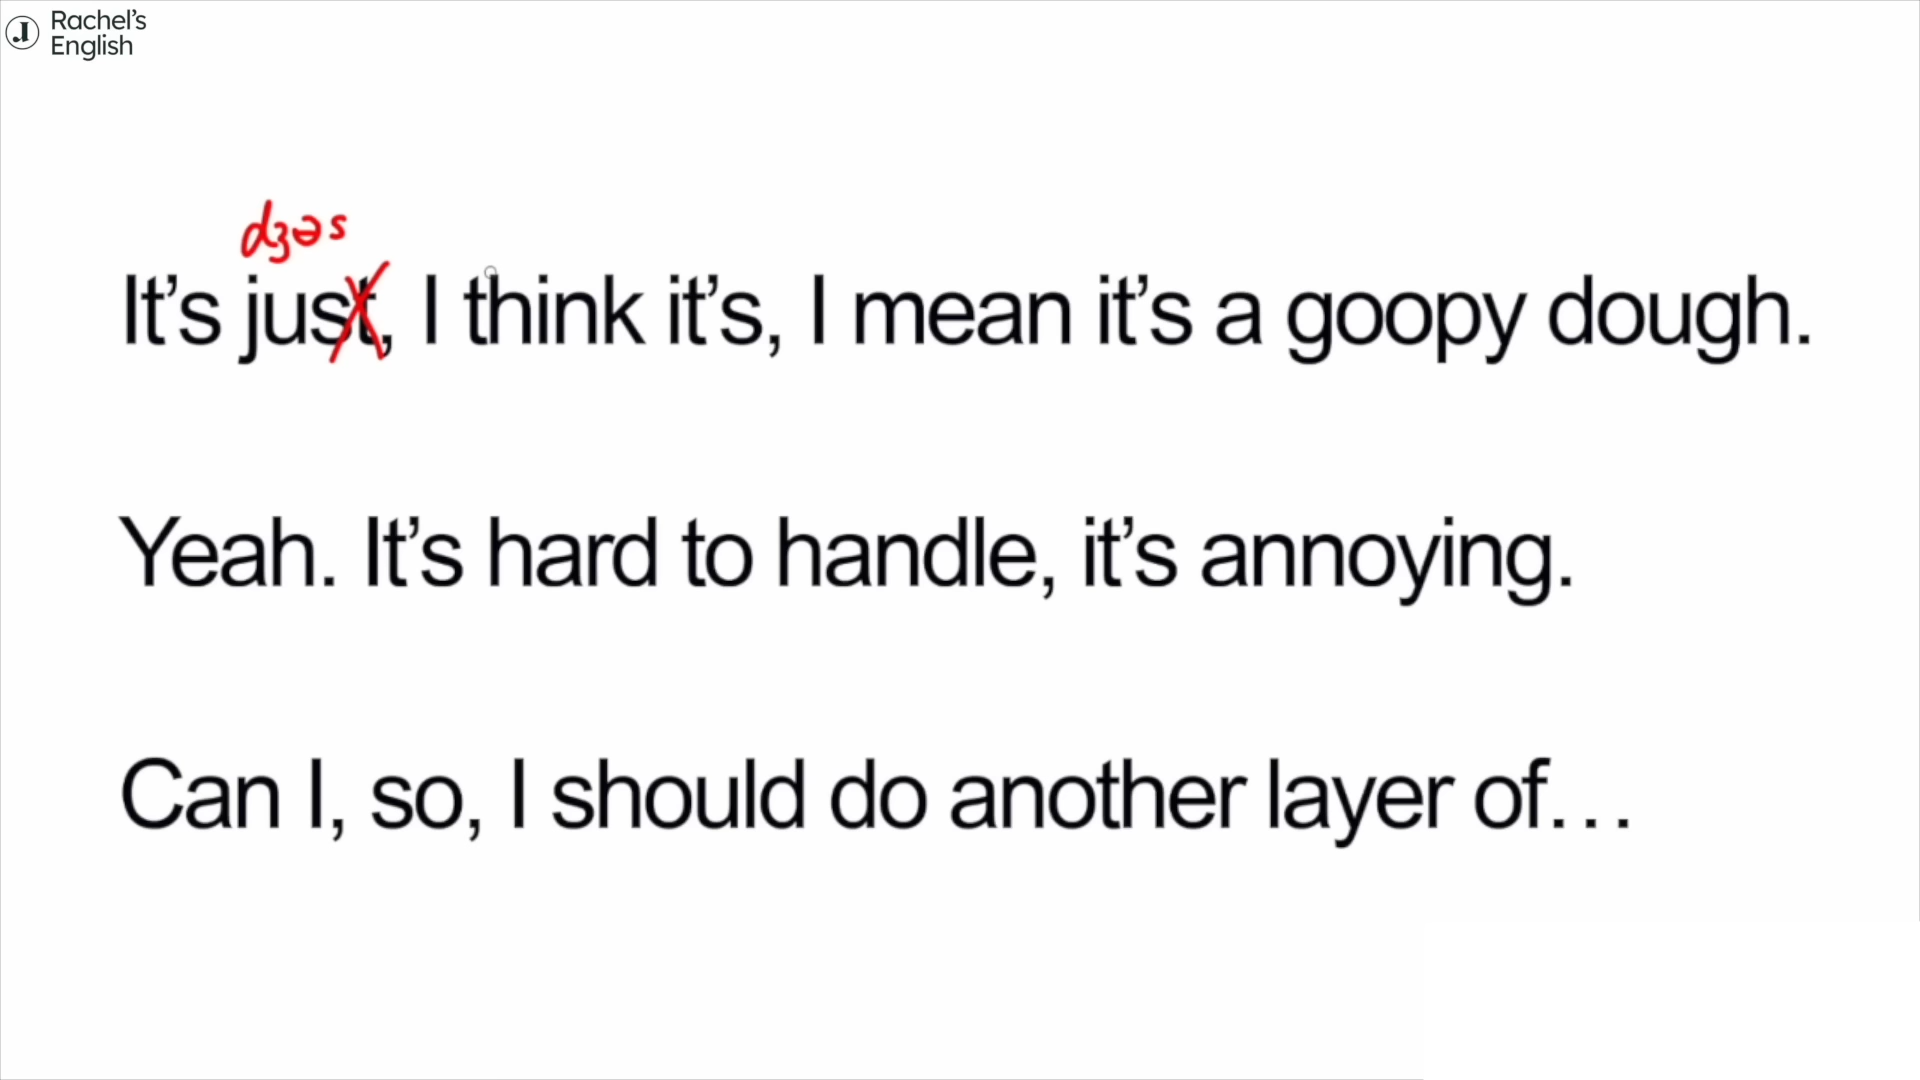 Rachel's
English
dʒəs
It's just, I think it's, I mean it's a goopy dough.
Yeah. It's hard to handle, it's annoying.
Can I, so, I should do another layer of…